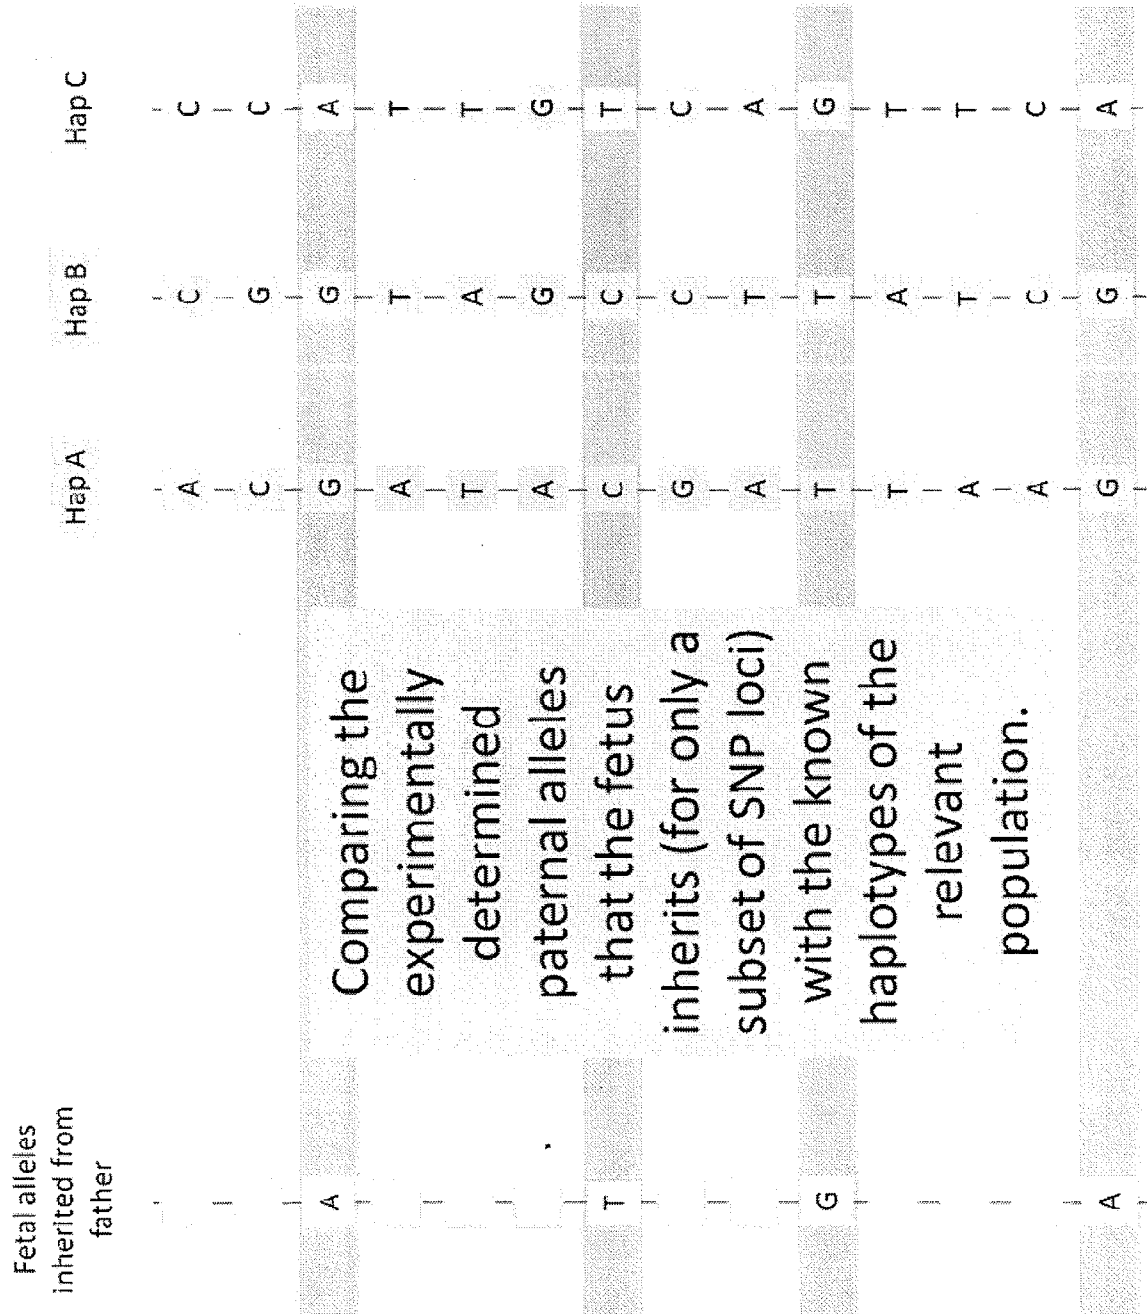 Fetal alleles
inherited from
father
A
T
G
A
Comparing the
experimentally
determined
paternal alleles
that the fetus
inherits (for only a
subset of SNP loci)
with the known
haplotypes of the
relevant
population.
Hap A
A
C
G
A
T
A
C
G
A
T
T
A
A
G
Hap B
C
G
G
T
A
G
C
C
T
T
A
T
C
G
Hap C
C
C
A
T
T
G
T
C
A
G
T
T
C
A